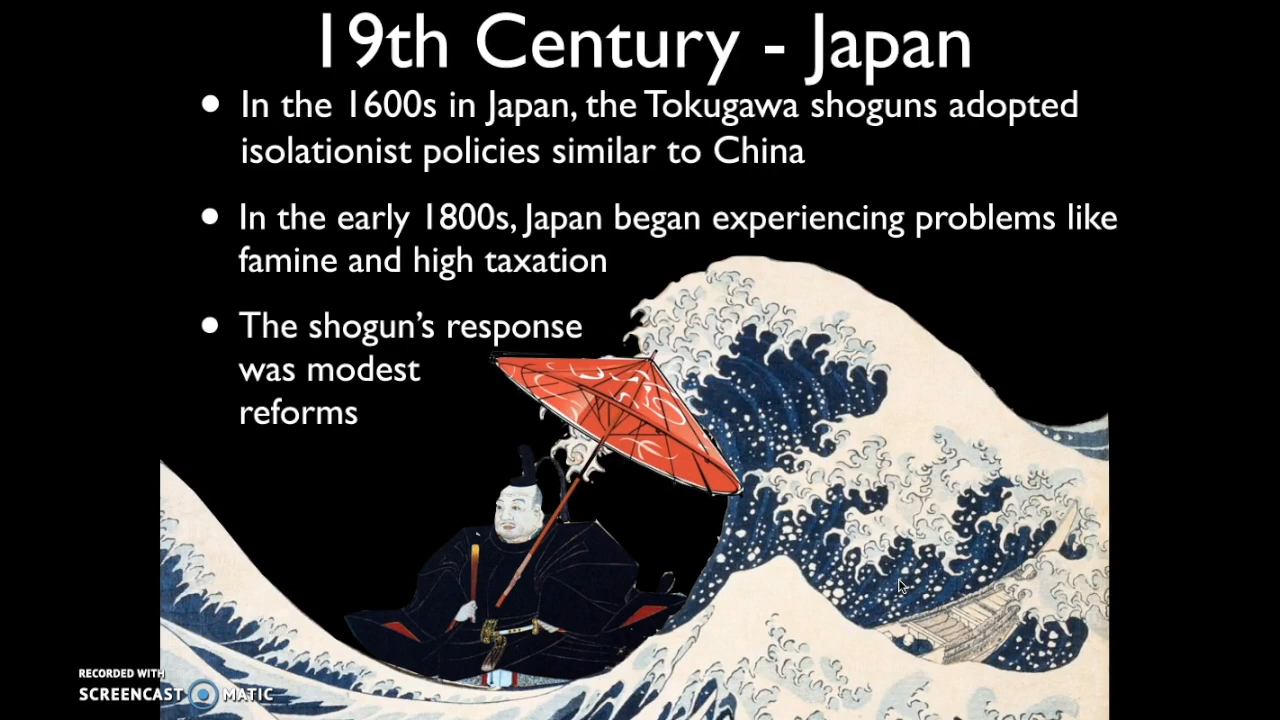 19th Century - Japan
• In the 1600s in Japan, the Tokugawa shoguns adopted
isolationist policies similar to China
• In the early 1800s, Japan began experiencing problems like
famine and high taxation
• The shogun’s response
was modest
reforms
RECORDED WITH
SCREENCAST MATIC